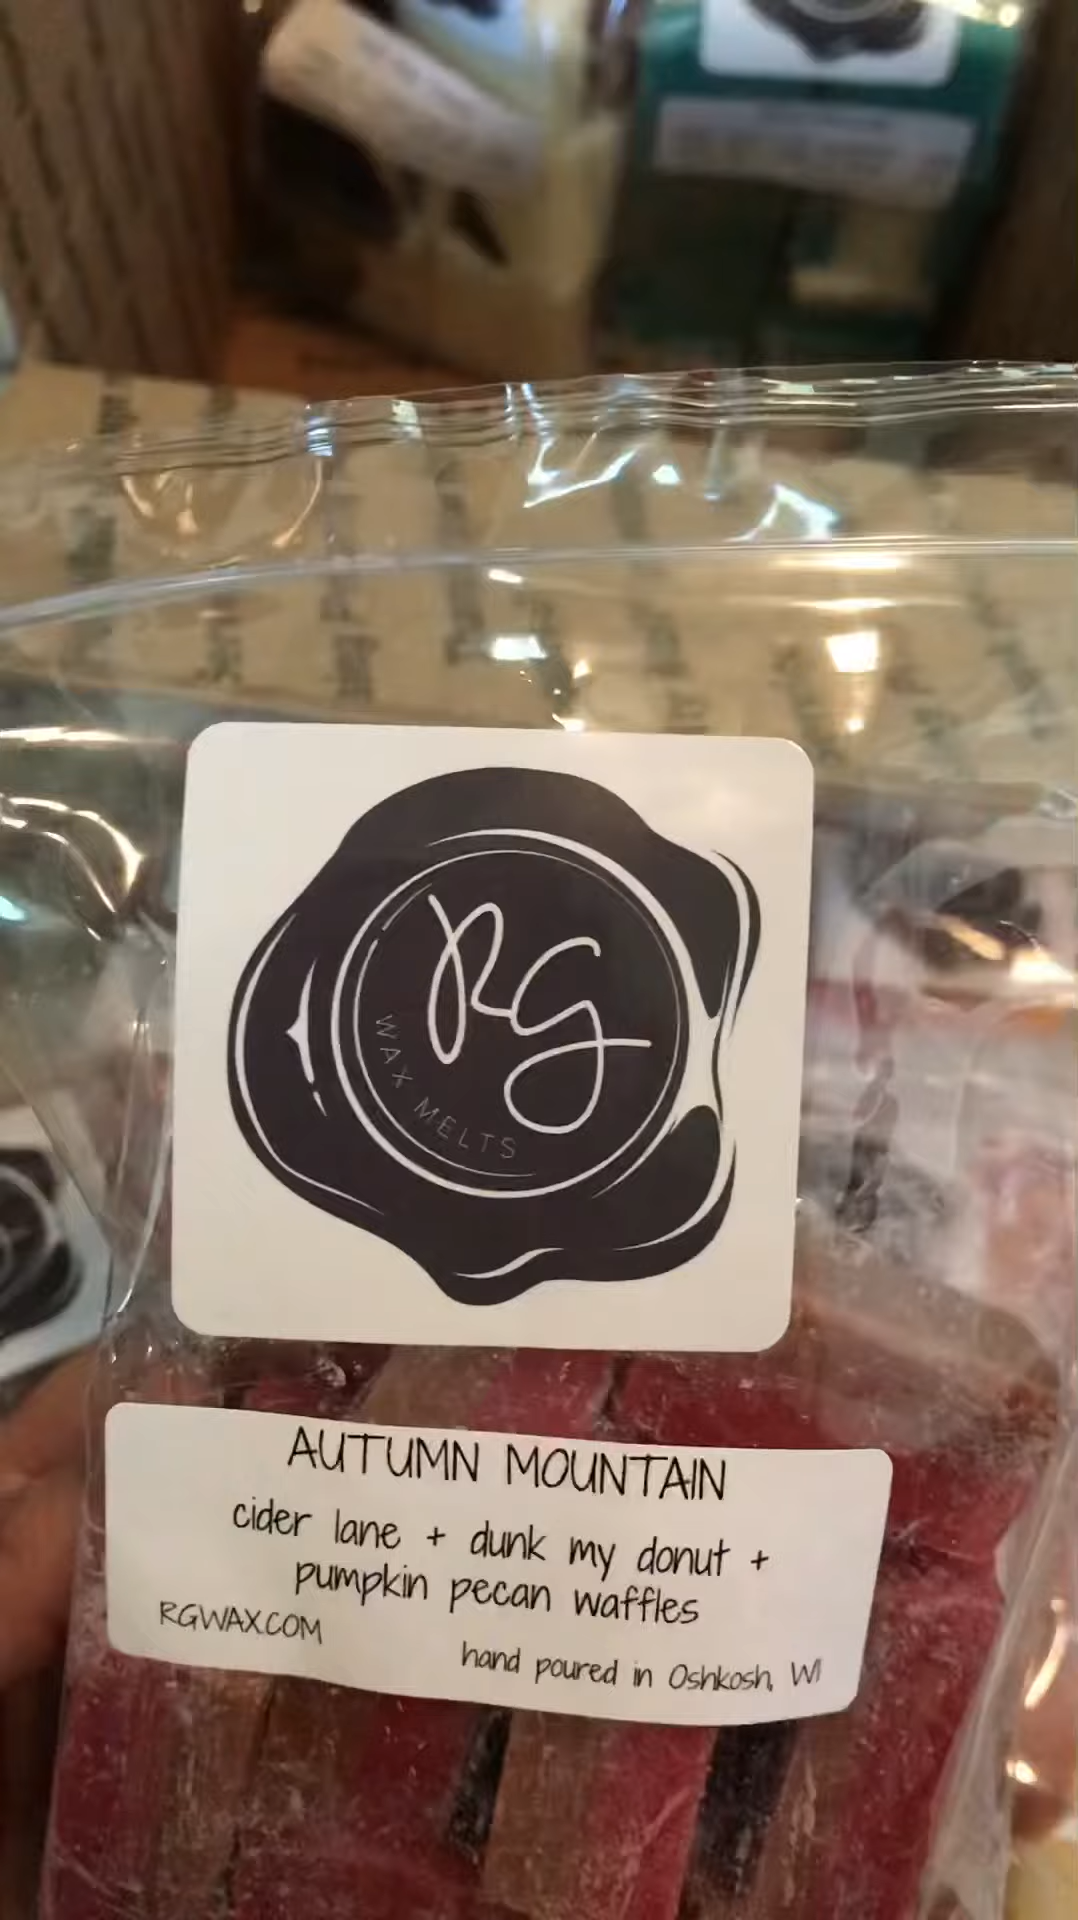 RG
WAX MELTS
AUTUMN MOUNTAIN
cider lane + dunk my donut +
pumpkin pecan waffles
RGWAX.COM
hand poured in Oshkosh, WI